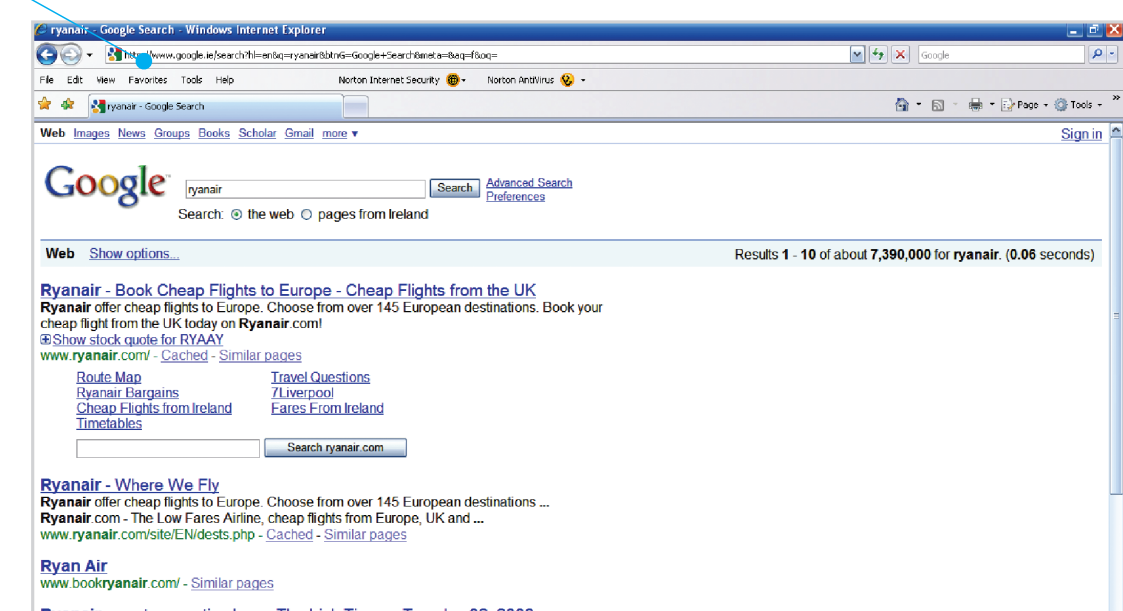 ryanair - Google Search - Windows Internet Explorer
http://www.google.ie/search?hl=en&q=ryanair&btnG=Google+Search&meta=&aq=f&oq=
Google
File Edit View Favorites Tools Help Norton Internet Security Norton AntiVirus
ryanair - Google Search
Page Tools
Web Images News Groups Books Scholar Gmail more ▼
Sign in
Google
ryanair
Search
Advanced Search
Preferences
Search: the web pages from Ireland
Web Show options...
Results 1 - 10 of about 7,390,000 for ryanair. (0.06 seconds)
Ryanair - Book Cheap Flights to Europe - Cheap Flights from the UK
Ryanair offer cheap flights to Europe. Choose from over 145 European destinations. Book your
cheap flight from the UK today on Ryanair.com!
Show stock quote for RYAAY
www.ryanair.com/ - Cached - Similar pages
Route Map Travel Questions
Ryanair Bargains 7Liverpool
Cheap Flights from Ireland Fares From Ireland
Timetables
Search ryanair.com
Ryanair - Where We Fly
Ryanair offer cheap flights to Europe. Choose from over 145 European destinations ...
Ryanair.com - The Low Fares Airline, cheap flights from Europe, UK and ...
www.ryanair.com/site/EN/dests.php - Cached - Similar pages
Ryan Air
www.bookryanair.com/ - Similar pages